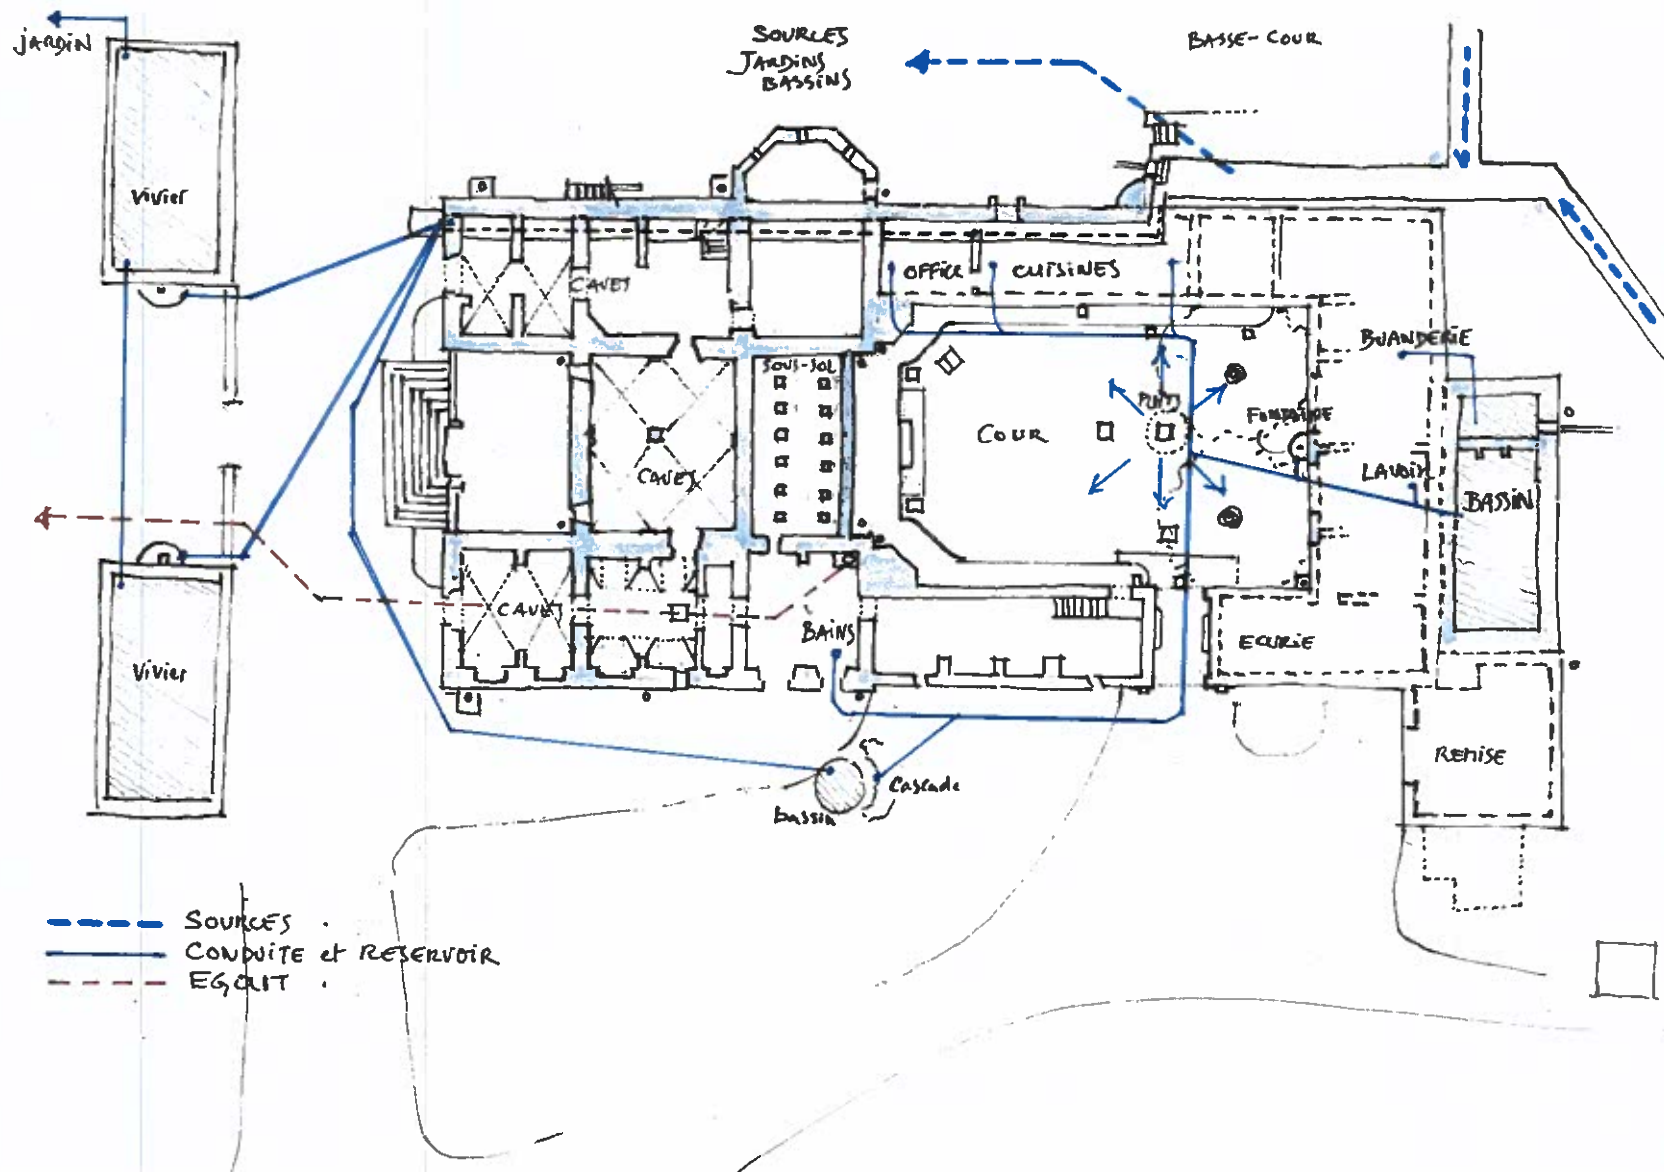 JARDIN
SOURCES
JARDINS
BASSINS
BASSE-COUR
Vivier
CAVES
OFFICE
CUISINES
BUANDERIE
SOUS-SOL
PUITS
FONTAINE
COUR
CAVES
LAVOIR
BASSIN
CAVES
BAINS
ECURIE
Vivier
REMISE
Cascade
bassin
SOURCES .
CONDUITE et RESERVOIR
EGOUT .